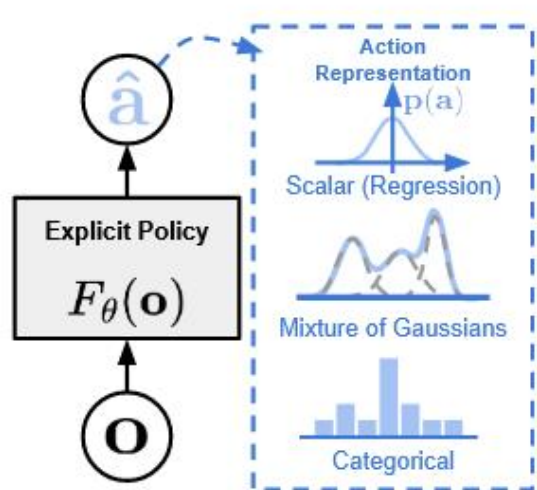 Action
Representation
p(a)
Scalar (Regression)
Mixture of Gaussians
Categorical
â
Explicit Policy
F_θ(o)
o